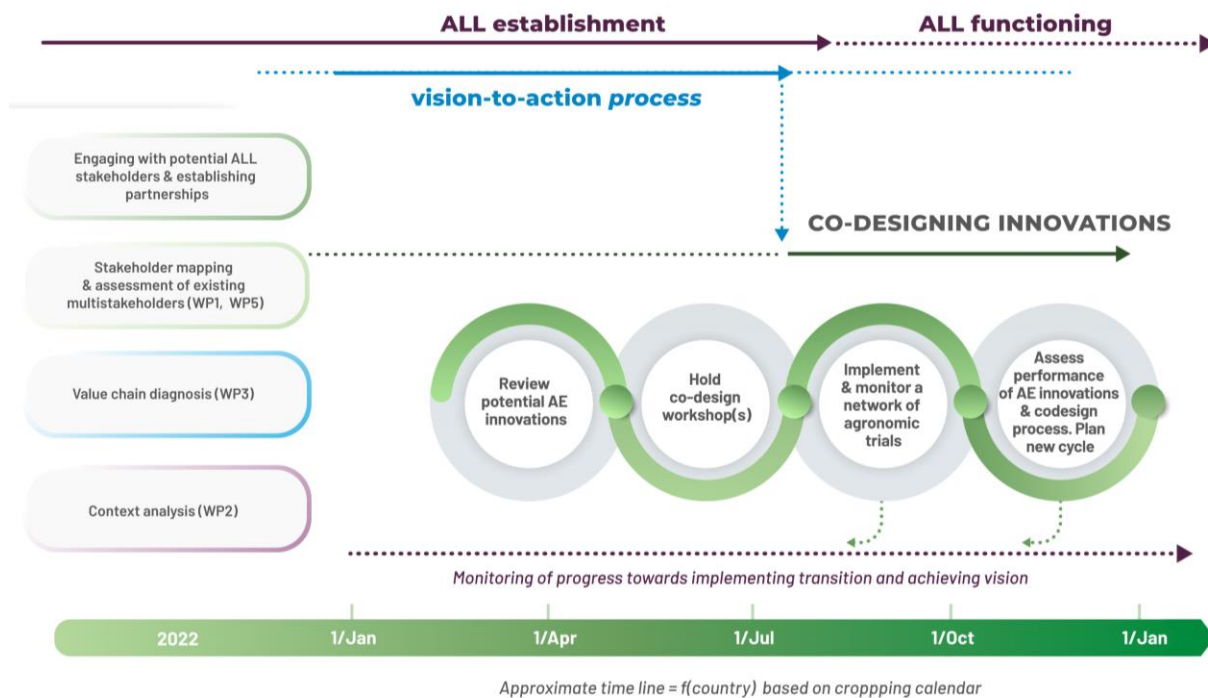 ALL establishment
ALL functioning
vision-to-action process
Engaging with potential ALL
stakeholders & establishing
partnerships
Stakeholder mapping
& assessment of existing
multistakeholders (WP1, WP5)
Value chain diagnosis (WP3)
Context analysis (WP2)
CO-DESIGNING INNOVATIONS
Review
potential AE
innovations
Hold
co-design
workshop(s)
Implement
& monitor a
network of
agronomic
trials
Assess
performance
of AE innovations
& codesign
process. Plan
new cycle
Monitoring of progress towards implementing transition and achieving vision
2022
1/Jan
1/Apr
1/Jul
1/Oct
1/Jan
Approximate time line = f(country) based on croppping calendar